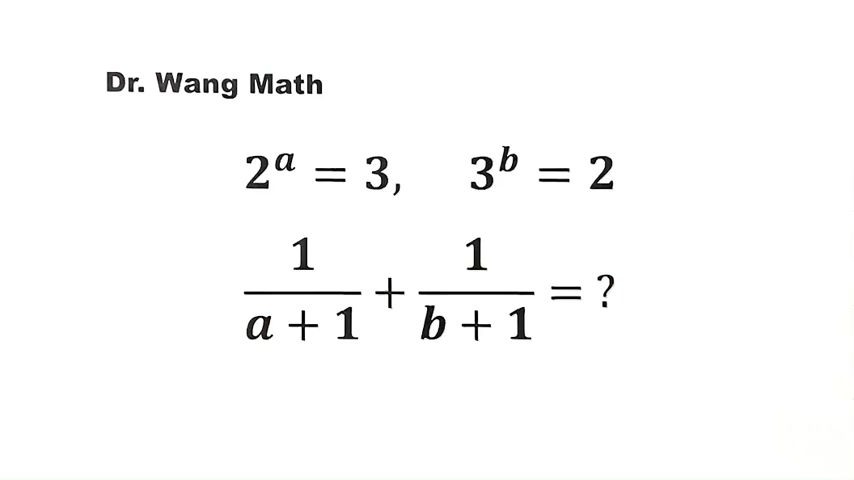 Dr. Wang Math
2^a = 3, 3^b = 2
1/(a + 1) + 1/(b + 1) = ?